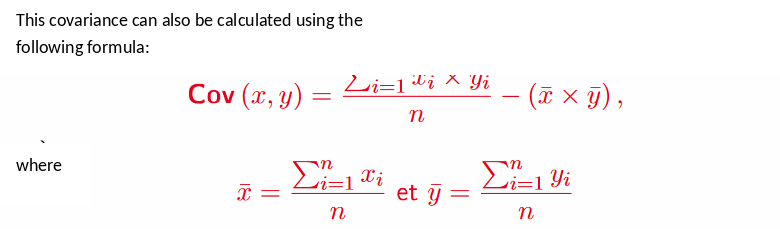 This covariance can also be calculated using the
following formula:
Cov (x, y) = ∑i=1 xi × yi / n − (x̄ × ȳ) ,
where
x̄ = ∑ⁿi=1 xi / n et ȳ = ∑ⁿi=1 yi / n